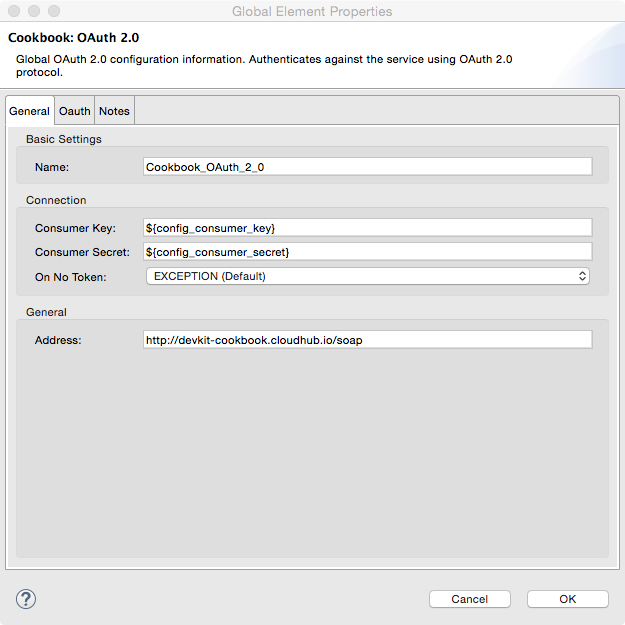 Global Element Properties
Cookbook: OAuth 2.0
Global OAuth 2.0 configuration information. Authenticates against the service using OAuth 2.0
protocol.
General Oauth Notes
Basic Settings
Name: Cookbook_OAuth_2_0
Connection
Consumer Key: ${config_consumer_key}
Consumer Secret: ${config_consumer_secret}
On No Token: EXCEPTION (Default)
General
Address: http://devkit-cookbook.cloudhub.io/soap
? Cancel OK